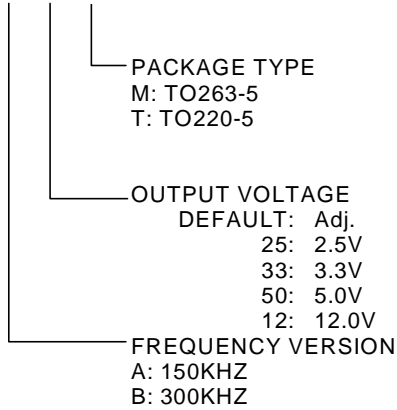 PACKAGE TYPE
M: TO263-5
T: TO220-5
OUTPUT VOLTAGE
DEFAULT: Adj.
25: 2.5V
33: 3.3V
50: 5.0V
12: 12.0V
FREQUENCY VERSION
A: 150KHZ
B: 300KHZ